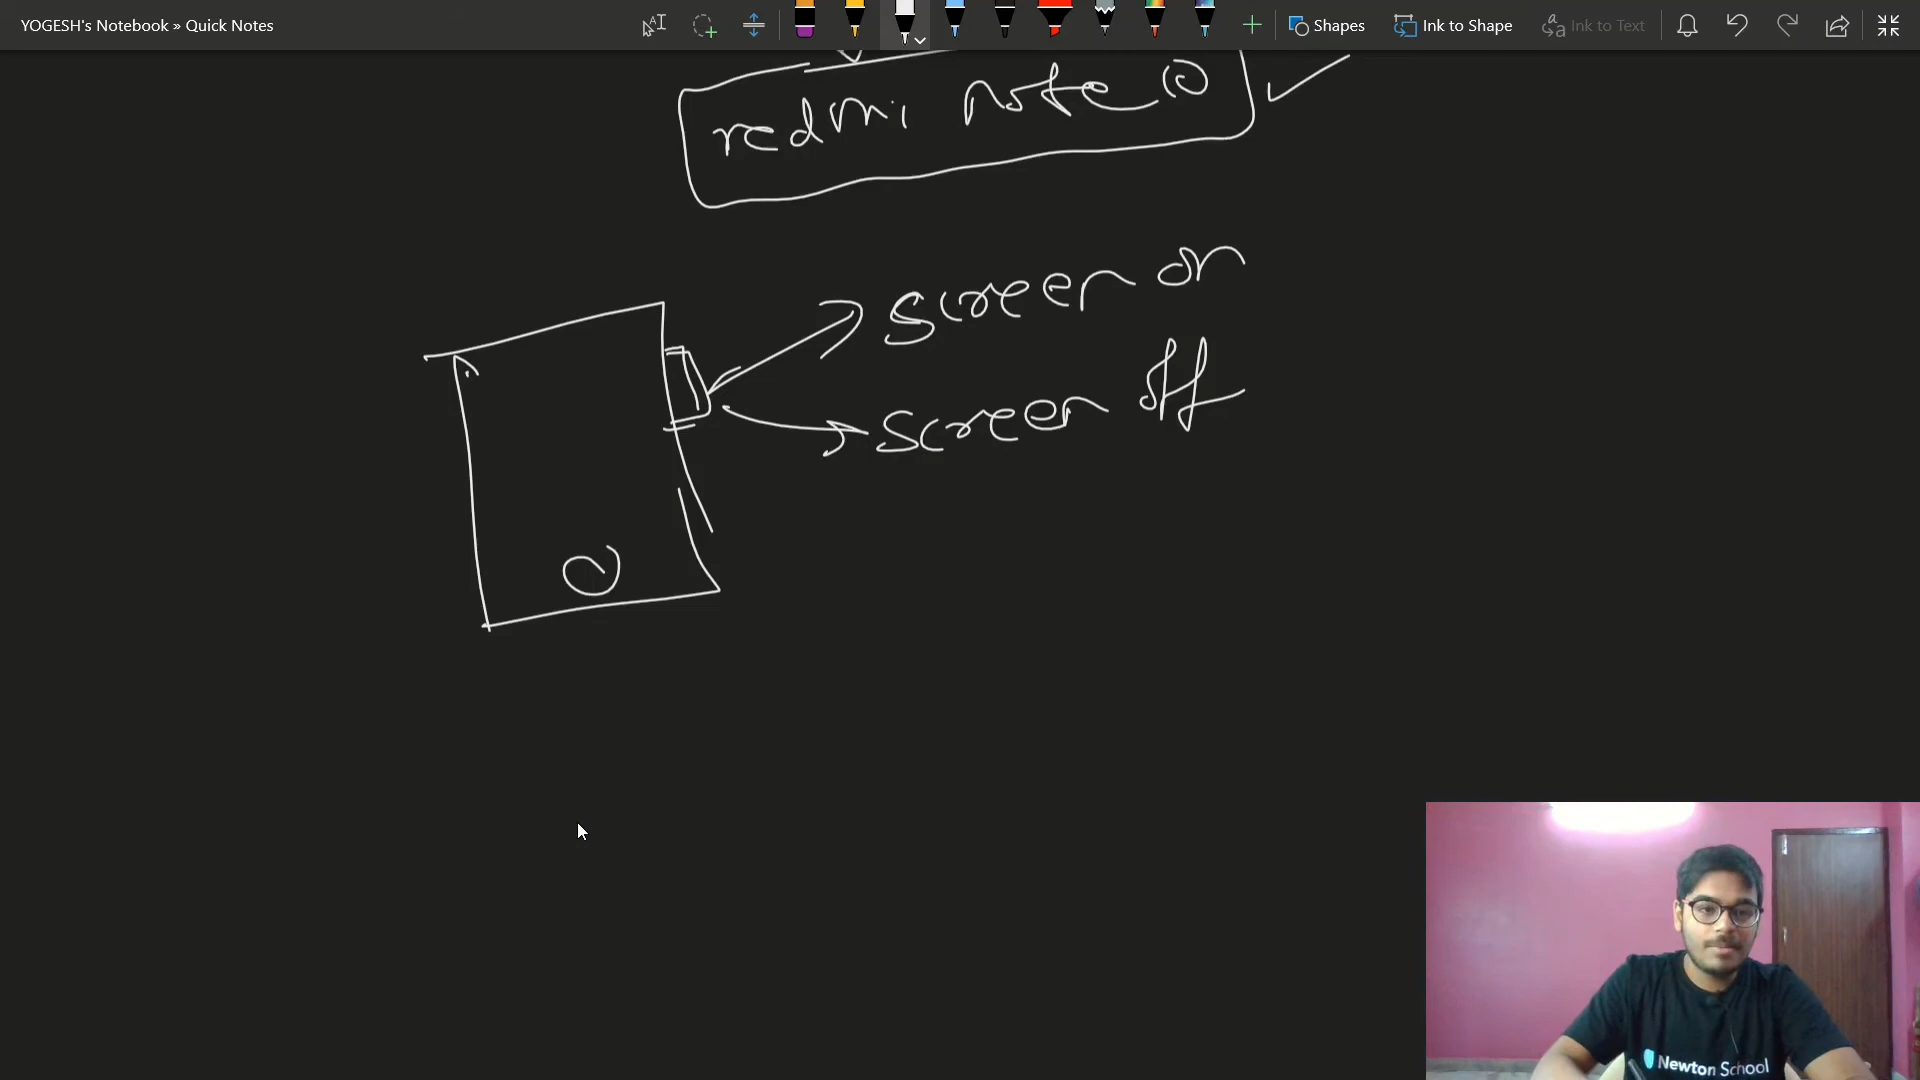 YOGESH's Notebook » Quick Notes
Shapes
Ink to Shape
Ink to Text
redmi note 10
screen on
screen off
Newton School